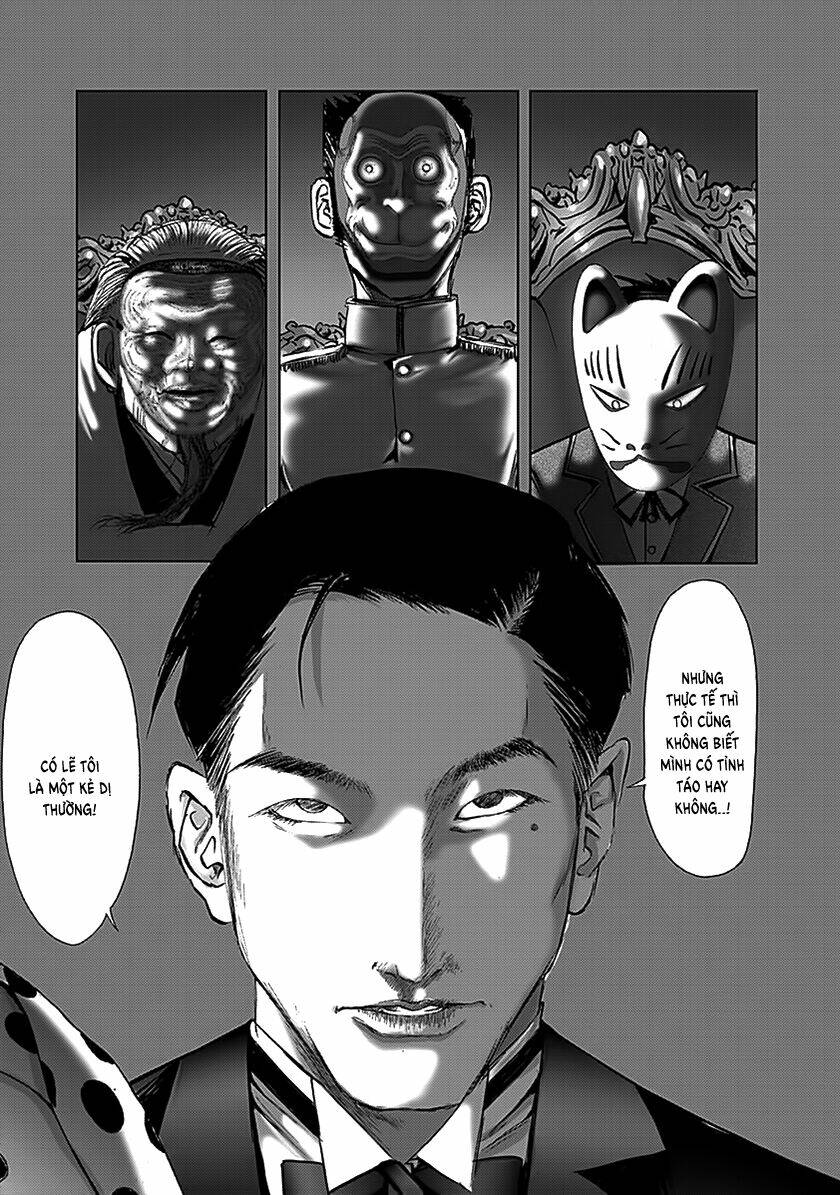 NHƯNG
THỰC TẾ THÌ
TÔI CŨNG
KHÔNG BIẾT
MÌNH CÓ TỈNH
TÁO HAY
KHÔNG..!
CÓ LẼ TÔI
LÀ MỘT KẺ DỊ
THƯỜNG!